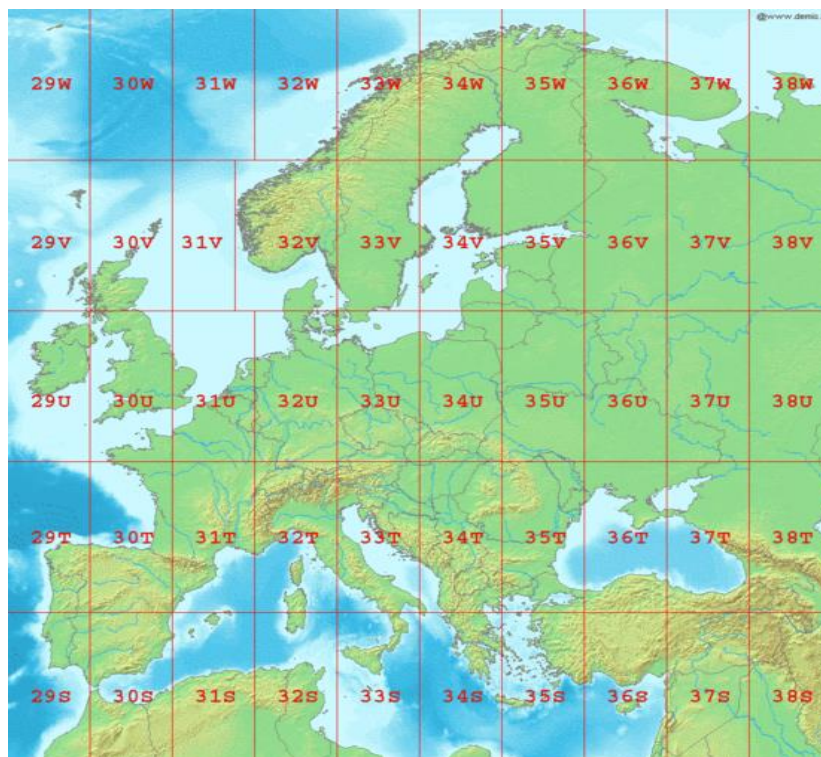 @www.demis.
29W 30W 31W 32W 33W 34W 35W 36W 37W 38W
29V 30V 31V 32V 33V 34V 35V 36V 37V 38V
29U 30U 31U 32U 33U 34U 35U 36U 37U 38U
29T 30T 31T 32T 33T 34T 35T 36T 37T 38T
29S 30S 31S 32S 33S 34S 35S 36S 37S 38S